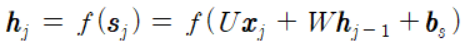 h_j = f(s_j) = f(Ux_j + Wh_{j-1} + b_s)